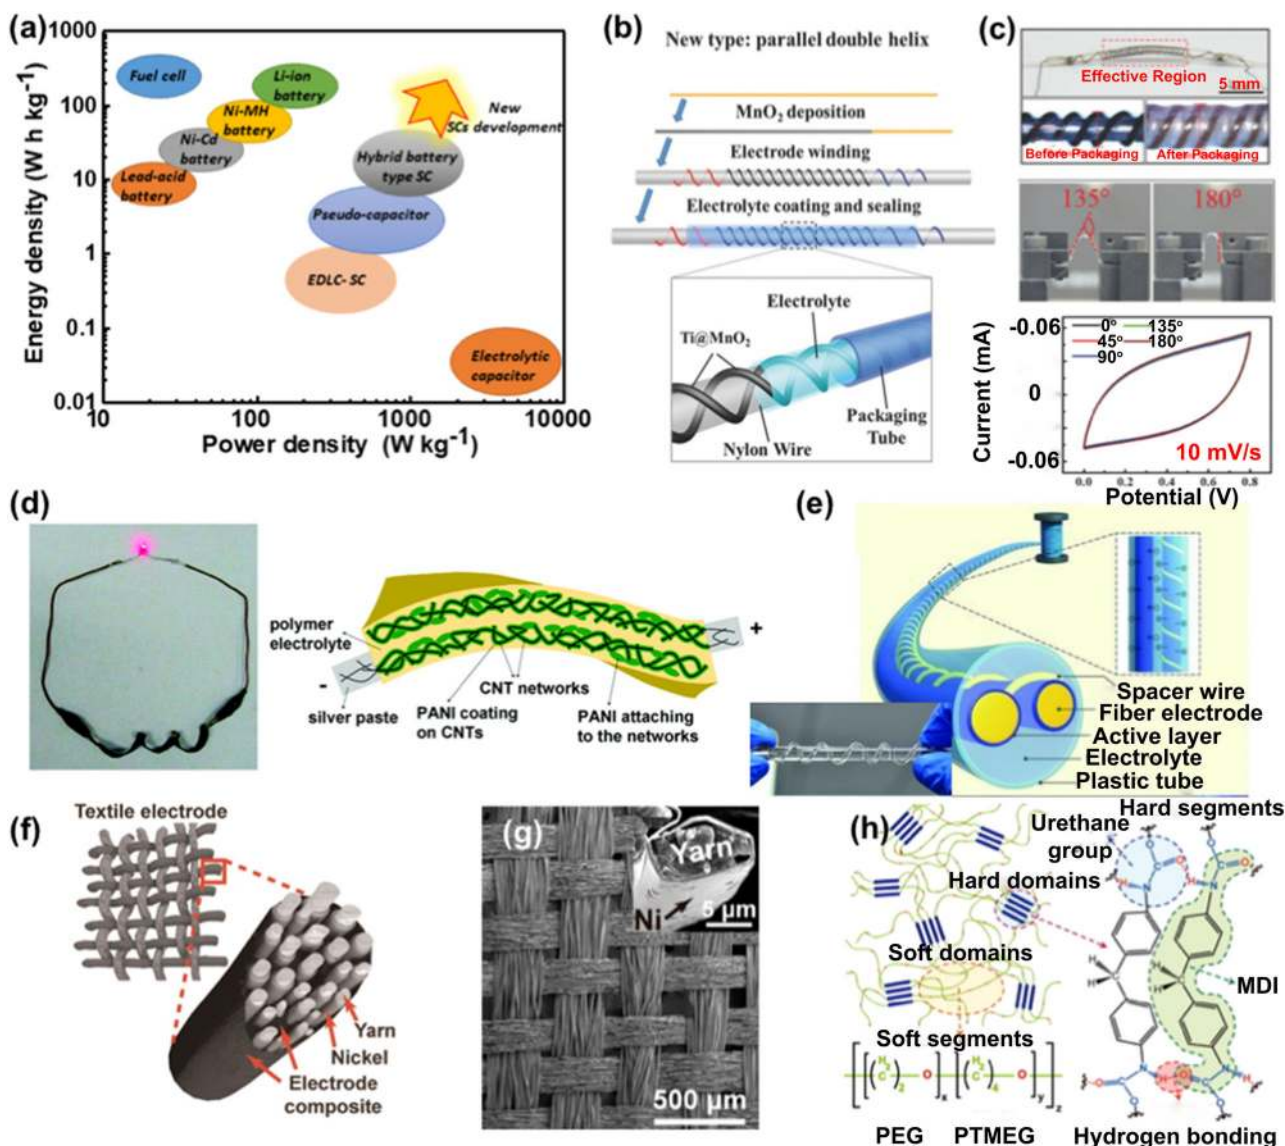 (a)
1000
100
10
1
0.1
0.01
Energy density (W h kg-1)
Fuel cell
Li-ion
battery
Ni-MH
battery
Ni-Cd
battery
Lead-acid
battery
New
SCs development
Hybrid battery
type SC
Pseudo-capacitor
EDLC- SC
Electrolytic
capacitor
10
100
1000
10000
Power density (W kg-1)
(b)
New type: parallel double helix
MnO2 deposition
Electrode winding
Electrolyte coating and sealing
Electrolyte
Ti@MnO2
Packaging
Tube
Nylon Wire
(c)
Effective Region
5 mm
Before Packaging
After Packaging
135°
180°
-0.06
0
-0.06
Current (mA)
0° 135°
45° 180°
90°
10 mV/s
0.0 0.2 0.4 0.6 0.8
Potential (V)
(d)
polymer
electrolyte
+
-
silver paste
CNT networks
PANI coating
on CNTs
PANI attaching
to the networks
(e)
Spacer wire
Fiber electrode
Active layer
Electrolyte
Plastic tube
(f)
Textile electrode
Yarn
Nickel
Electrode
composite
(g)
Yarn
Ni
5 µm
500 µm
(h)
Hard segments
Urethane
group
Hard domains
Soft domains
MDI
Soft segments
H2
C
2
O
x
H2
C
4
O
y
z
PEG PTMEG
O
O
C
O
O
C
H N
H N
H
C
H
H
C
H
N H
O C
O
N H
O C
O
Hydrogen bonding